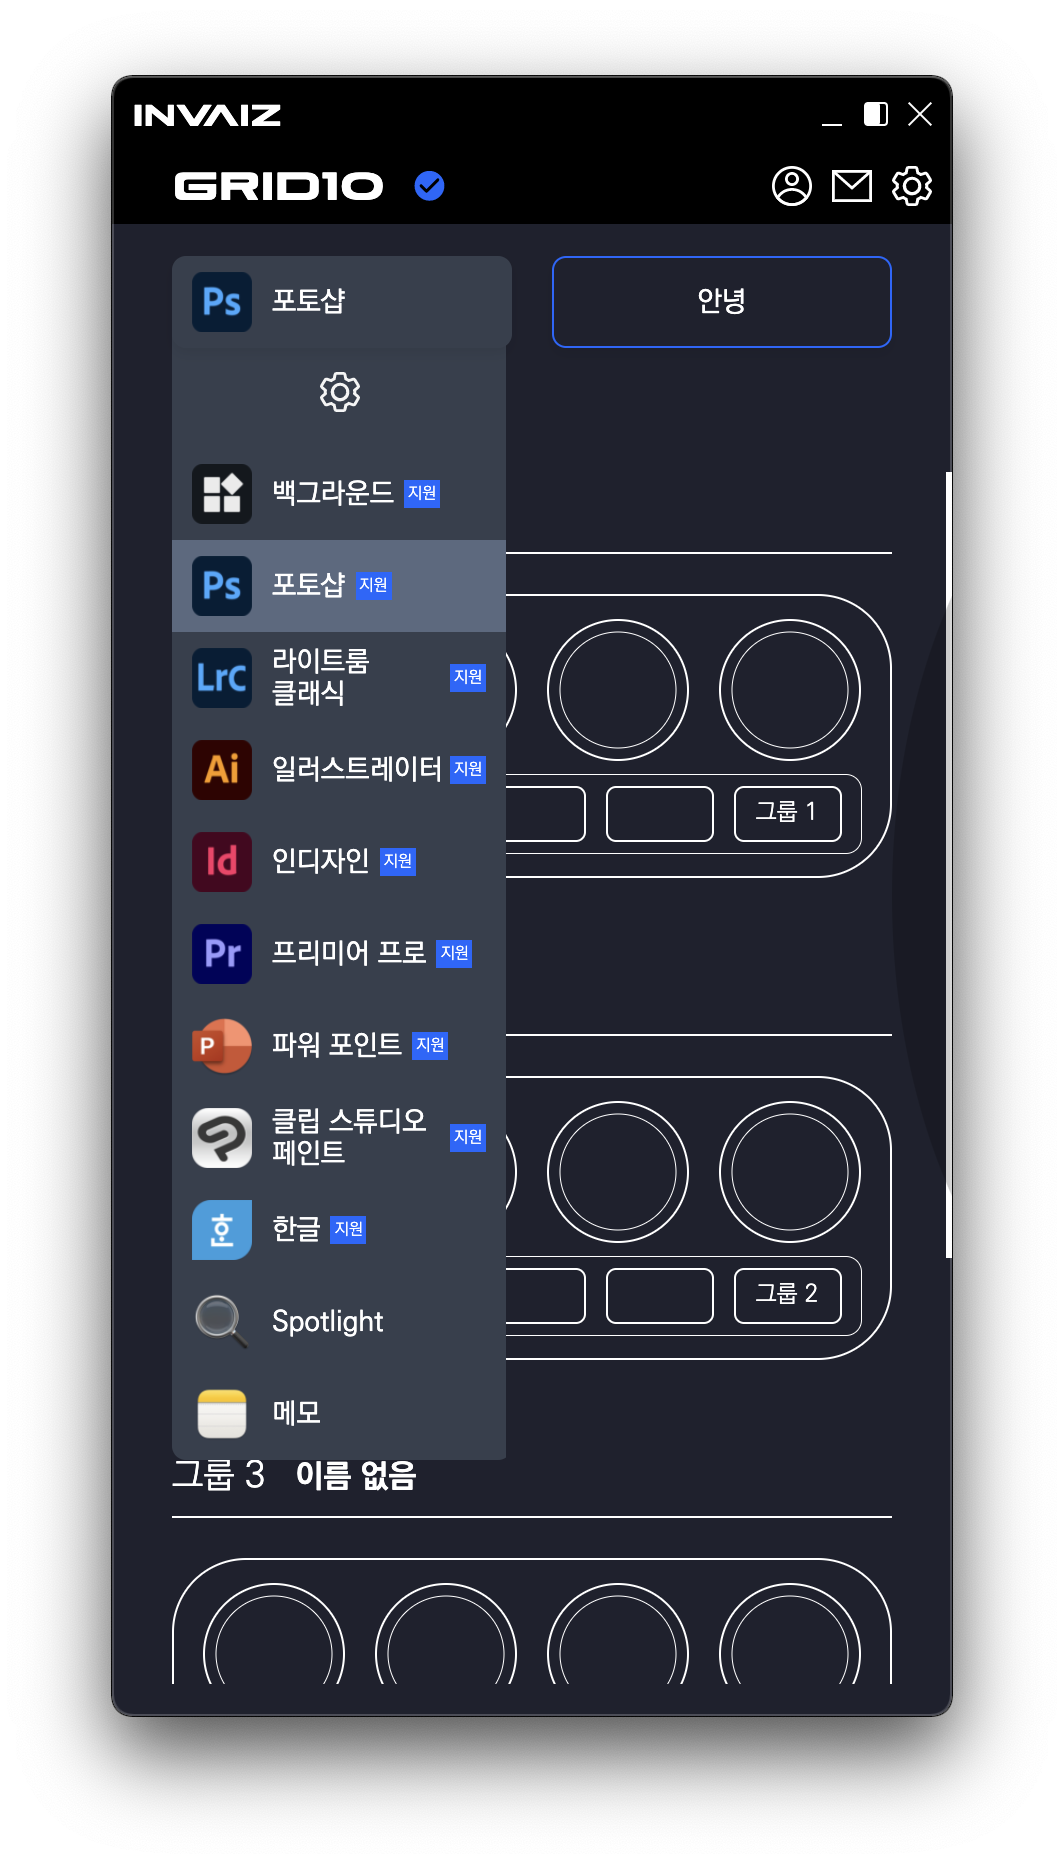 INVAIZ
GRID10
Ps 포토샵
안녕
백그라운드 지원
Ps 포토샵 지원
LrC 라이트룸
클래식 지원
Ai 일러스트레이터 지원
Id 인디자인 지원
Pr 프리미어 프로 지원
P 파워 포인트 지원
클립 스튜디오
페인트 지원
한 한글 지원
Spotlight
메모
그룹 1
그룹 2
그룹 3 이름 없음